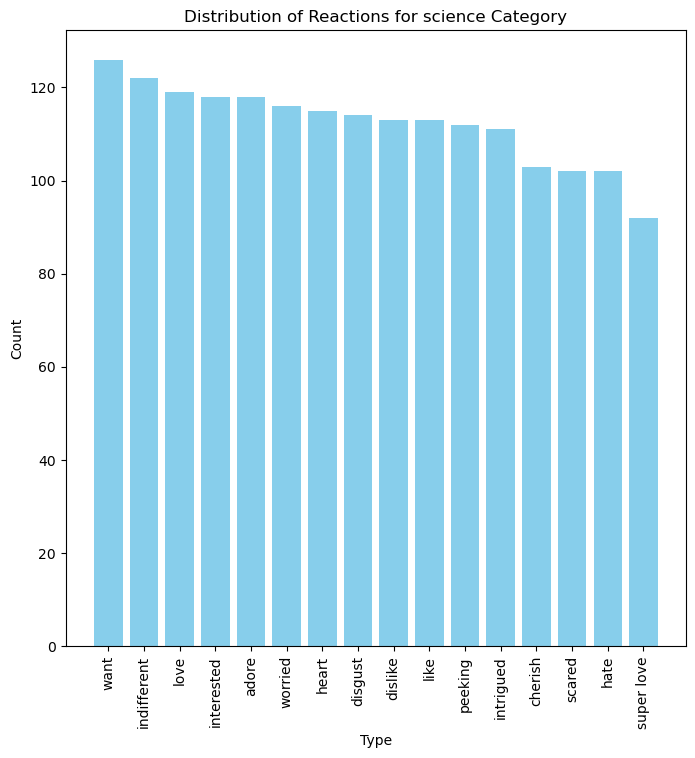 Distribution of Reactions for science Category
Count
120
100
80
60
40
20
0
want
indifferent
love
interested
adore
worried
heart
disgust
dislike
like
peeking
intrigued
cherish
scared
hate
super love
Type